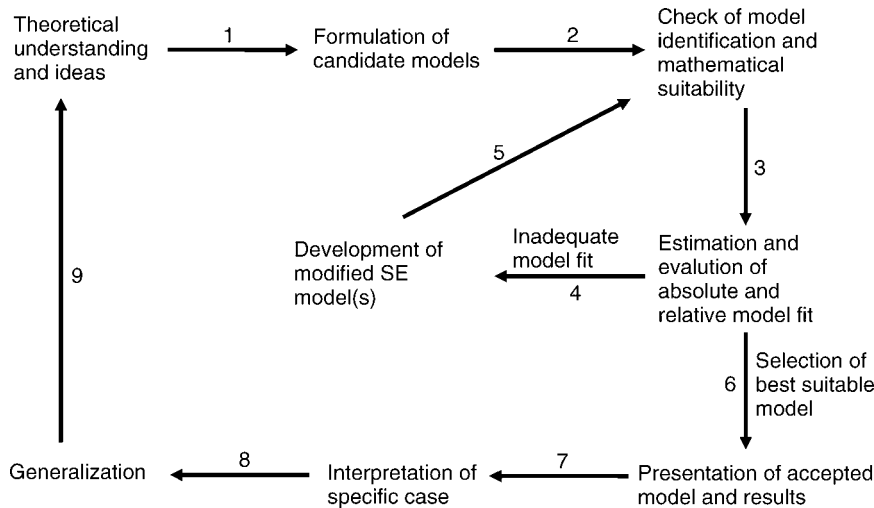 Theoretical
understanding
and ideas
1
Formulation of
candidate models
2
Check of model
identification and
mathematical
suitability
3
5
Development of
modified SE
model(s)
Inadequate
model fit
4
Estimation and
evalution of
absolute and
relative model fit
9
6
Selection of
best suitable
model
Generalization
8
Interpretation of
specific case
7
Presentation of accepted
model and results